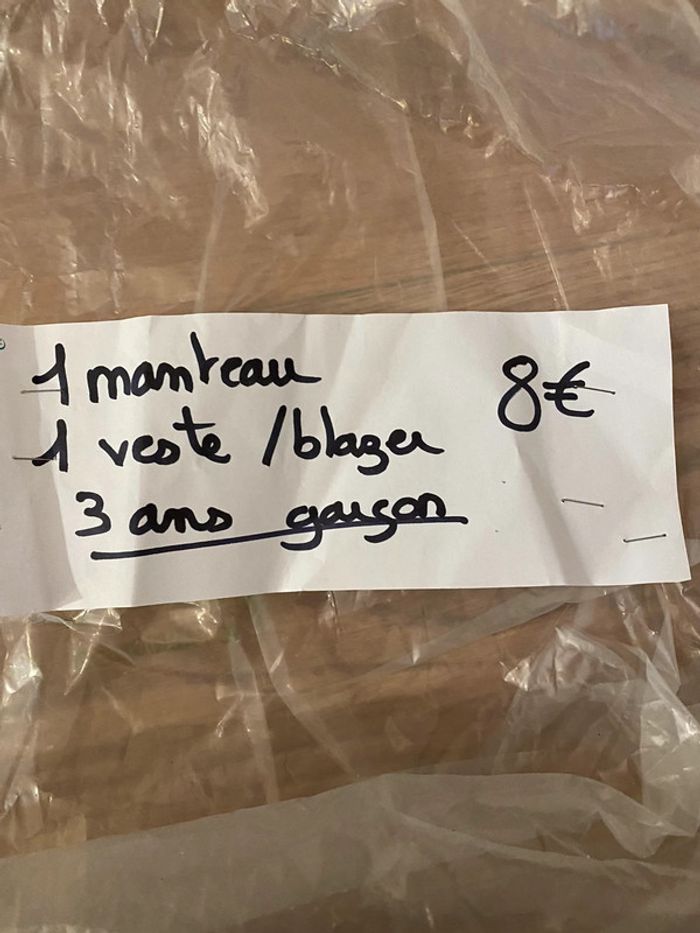 1 manteau 8€
1 veste /blazer
3 ans garçon